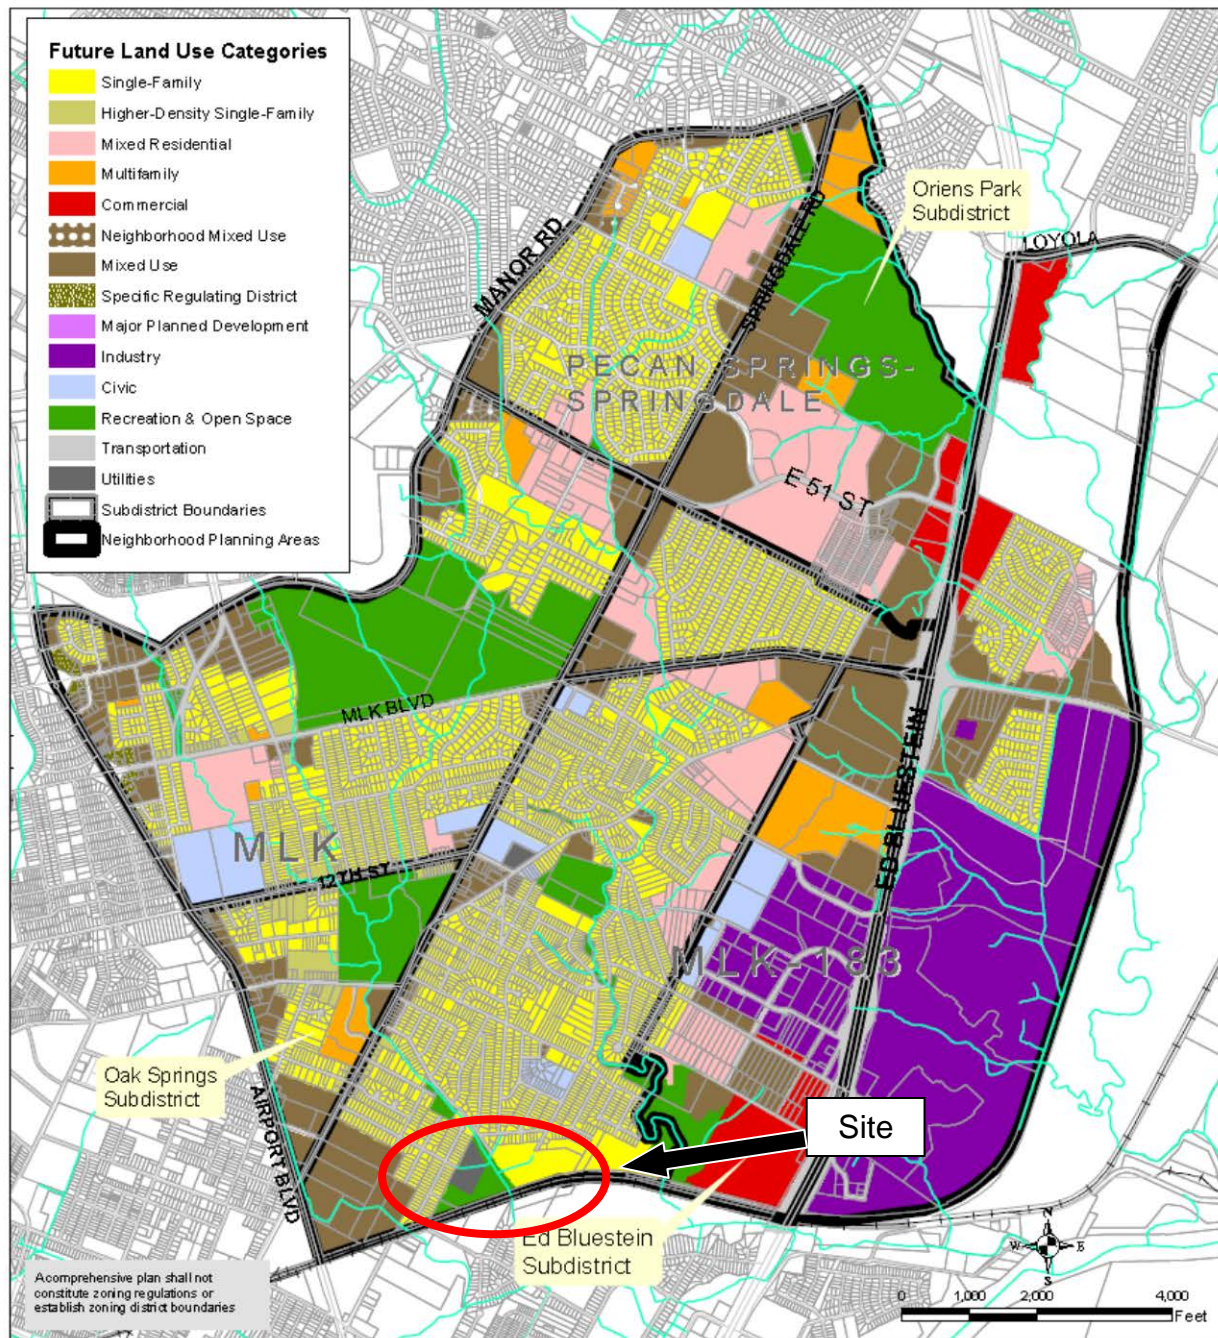 Future Land Use Categories
Single-Family
Higher-Density Single-Family
Mixed Residential
Multifamily
Commercial
Neighborhood Mixed Use
Mixed Use
Specific Regulating District
Major Planned Development
Industry
Civic
Recreation & Open Space
Transportation
Utilities
Subdistrict Boundaries
Neighborhood Planning Areas
Oriens Park
Subdistrict
LOYOLA
MANOR RD
SPRINGDALE RD
PECAN SPRINGS-
SPRINGDALE
E 51 ST
MLK BLVD
ED BLUESTEIN
MLK
12TH ST
MLK-183
Oak Springs
Subdistrict
AIRPORT BLVD
Site
Ed Bluestein
Subdistrict
A comprehensive plan shall not
constitute zoning regulations or
establish zoning district boundaries
N
W
E
S
0 1,000 2,000 4,000
Feet